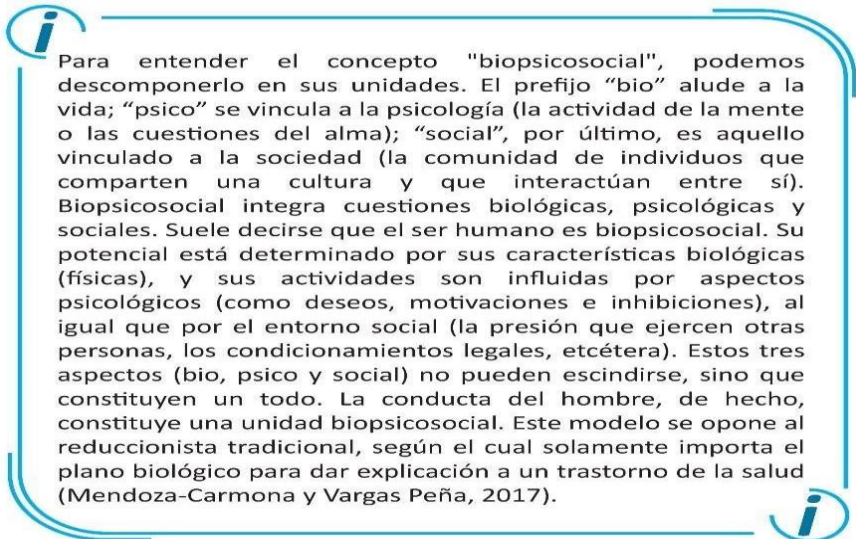 Para entender el concepto "biopsicosocial", podemos
descomponerlo en sus unidades. El prefijo “bio” alude a la
vida; “psico” se vincula a la psicología (la actividad de la mente
o las cuestiones del alma); “social”, por último, es aquello
vinculado a la sociedad (la comunidad de individuos que
comparten una cultura y que interactúan entre sí).
Biopsicosocial integra cuestiones biológicas, psicológicas y
sociales. Suele decirse que el ser humano es biopsicosocial. Su
potencial está determinado por sus características biológicas
(físicas), y sus actividades son influidas por aspectos
psicológicos (como deseos, motivaciones e inhibiciones), al
igual que por el entorno social (la presión que ejercen otras
personas, los condicionamientos legales, etcétera). Estos tres
aspectos (bio, psico y social) no pueden escindirse, sino que
constituyen un todo. La conducta del hombre, de hecho,
constituye una unidad biopsicosocial. Este modelo se opone al
reduccionista tradicional, según el cual solamente importa el
plano biológico para dar explicación a un trastorno de la salud
(Mendoza-Carmona y Vargas Peña, 2017).